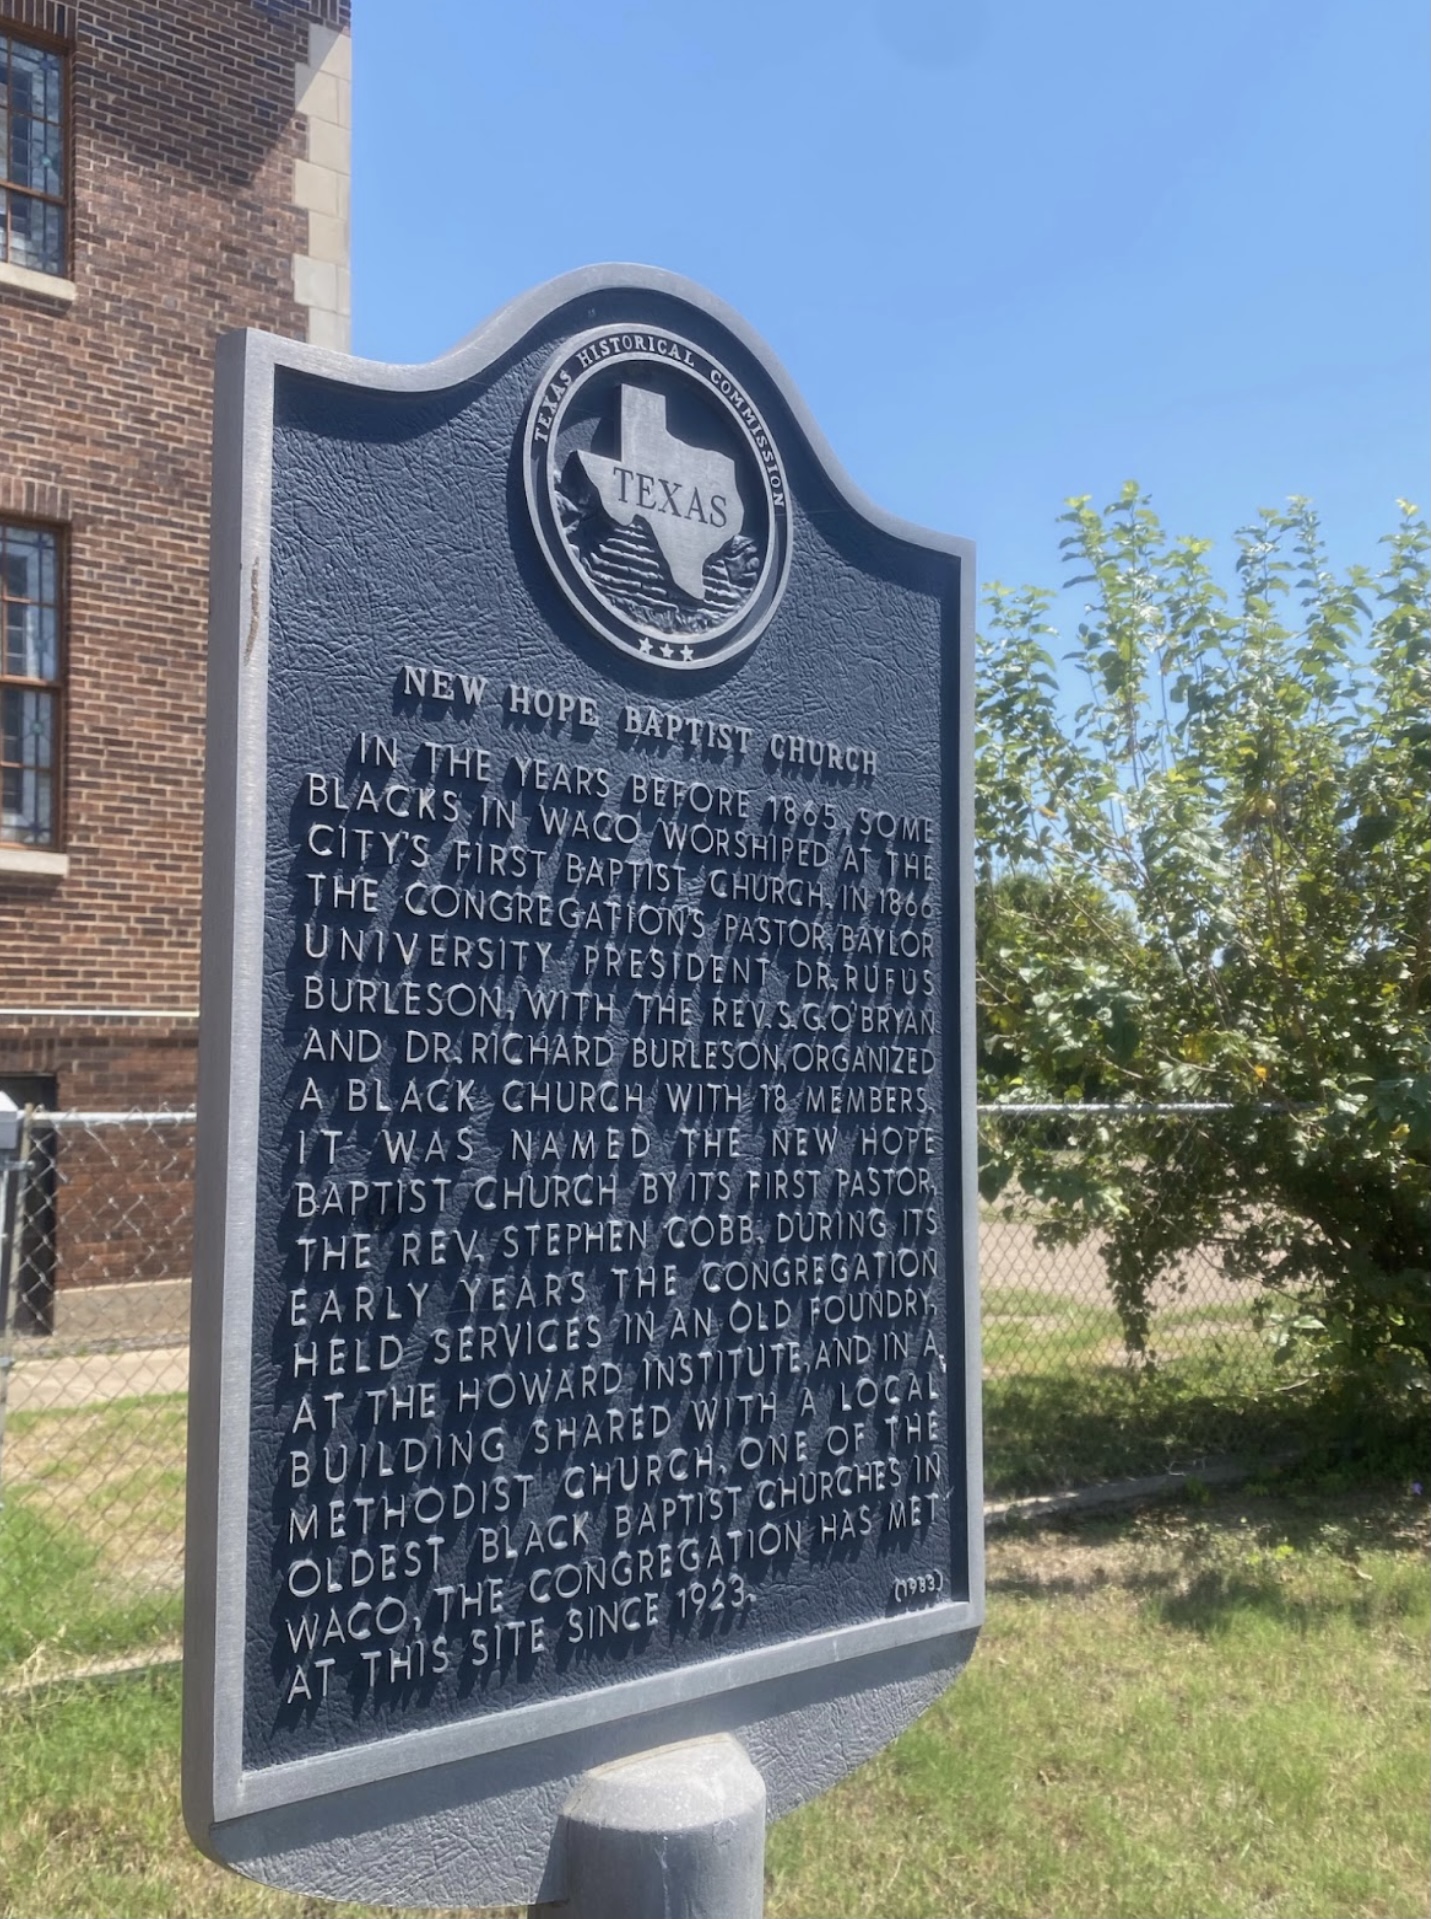 TEXAS HISTORICAL COMMISSION
TEXAS
NEW HOPE BAPTIST CHURCH
IN THE YEARS BEFORE 1865, SOME
BLACKS IN WACO WORSHIPED AT THE
CITY'S FIRST BAPTIST CHURCH. IN 1866
THE CONGREGATION'S PASTOR, BAYLOR
UNIVERSITY PRESIDENT DR. RUFUS
BURLESON, WITH THE REV. S. G. O'BRYAN
AND DR. RICHARD BURLESON, ORGANIZED
A BLACK CHURCH WITH 18 MEMBERS.
IT WAS NAMED THE NEW HOPE
BAPTIST CHURCH BY ITS FIRST PASTOR,
THE REV. STEPHEN COBB. DURING ITS
EARLY YEARS THE CONGREGATION
HELD SERVICES IN AN OLD FOUNDRY,
AT THE HOWARD INSTITUTE, AND IN A
BUILDING SHARED WITH A LOCAL
METHODIST CHURCH. ONE OF THE
OLDEST BLACK BAPTIST CHURCHES IN
WACO, THE CONGREGATION HAS MET
AT THIS SITE SINCE 1923.
(1983)